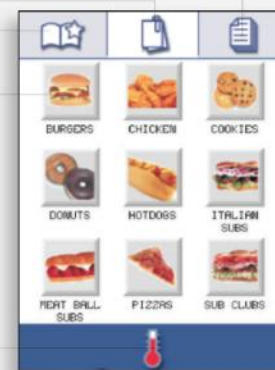 BURGERS CHICKEN COOKIES
DONUTS HOTDOGS ITALIAN
SUBS
MEAT BALL PIZZAS SUB CLUBS
SUBS